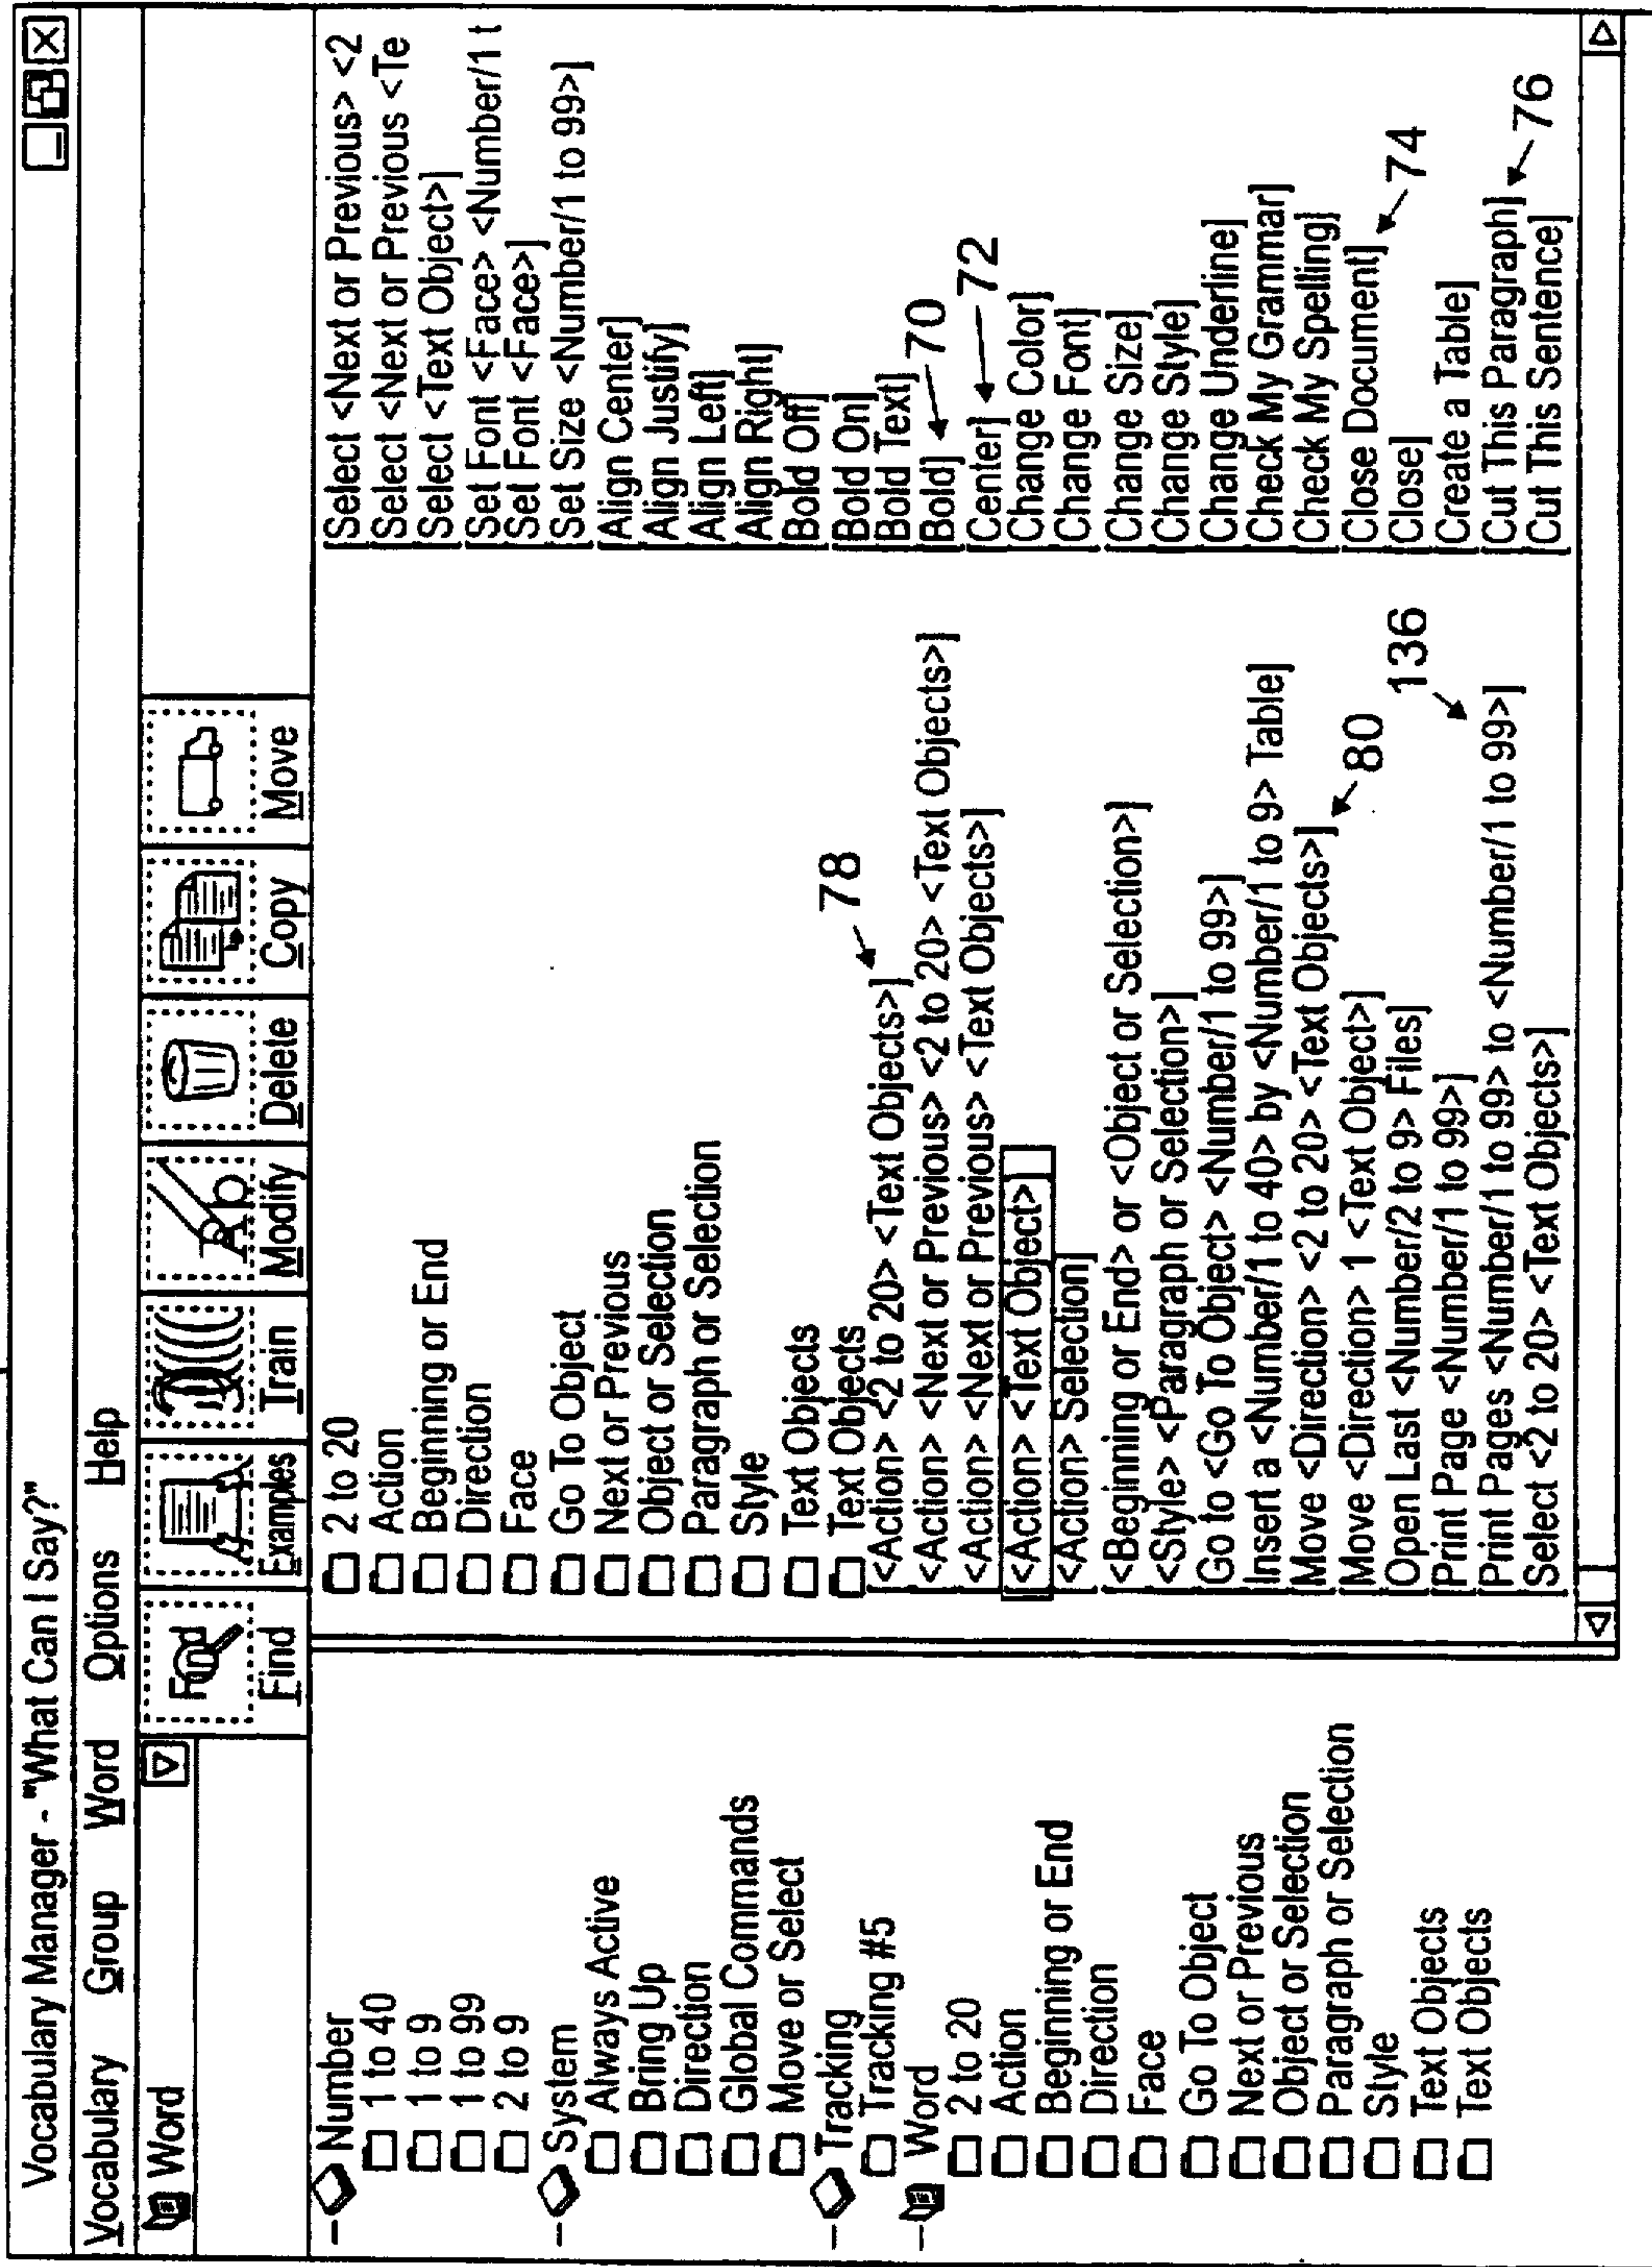 Vocabulary Manager - "What Can I Say?"
Vocabulary Group Word Options Help
Word
Find
Find Examples Train Modify Delete Copy Move
Number
1 to 40
1 to 9
1 to 99
2 to 9
System
Always Active
Bring Up
Direction
Global Commands
Move or Select
Tracking
Tracking #5
Word
2 to 20
Action
Beginning or End
Direction
Face
Go To Object
Next or Previous
Object or Selection
Paragraph or Selection
Style
Text Objects
Text Objects
2 to 20
Action
Beginning or End
Direction
Face
Go To Object
Next or Previous
Object or Selection
Paragraph or Selection
Style
Text Objects
Text Objects
[<Action> <2 to 20> <Text Objects>]
78
[<Action> <Next or Previous> <2 to 20> <Text Objects>]
[<Action> <Next or Previous> <Text Objects>]
[<Action> <Text Object>]
[<Action> Selection]
[<Beginning or End> or <Object or Selection>]
[<Style> <Paragraph or Selection>]
[Go to <Go To Object> <Number/1 to 99>]
[Insert a <Number/1 to 40> by <Number/1 to 9> Table]
[Move <Direction> <2 to 20> <Text Objects>]
80
[Move <Direction> 1 <Text Object>]
[Open Last <Number/2 to 9> Files]
[Print Page <Number/1 to 99>]
136
[Print Pages <Number/1 to 99> to <Number/1 to 99>]
[Select <2 to 20> <Text Objects>]
[Select <Next or Previous> <2
[Select <Next or Previous <Te
[Select <Text Object>]
[Set Font <Face> <Number/1 t
[Set Font <Face>]
[Set Size <Number/1 to 99>]
[Align Center]
[Align Justify]
[Align Left]
[Align Right]
[Bold Off]
[Bold On]
[Bold Text]
[Bold] 70
[Center] 72
[Change Color]
[Change Font]
[Change Size]
[Change Style]
[Change Underline]
[Check My Grammar]
[Check My Spelling]
[Close Document] 74
[Close]
[Create a Table]
[Cut This Paragraph] 76
[Cut This Sentence]